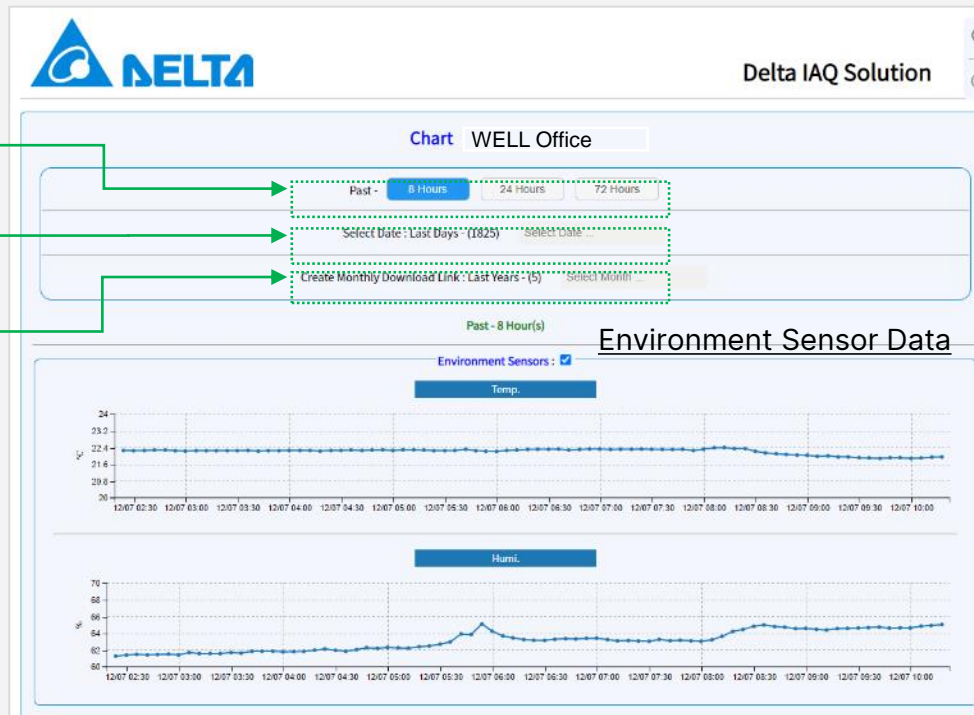 DELTA
Delta IAQ Solution
Chart WELL Office
Past - 8 Hours 24 Hours 72 Hours
Select Date : Last Days - (1825) Select Date ...
Create Monthly Download Link : Last Years - (5) Select Month ...
Past - 8 Hour(s)
Environment Sensor Data
Environment Sensors :
Temp.
24
23.2
22.4
21.6
20.8
20
°C
12/07 02:30 12/07 03:00 12/07 03:30 12/07 04:00 12/07 04:30 12/07 05:00 12/07 05:30 12/07 06:00 12/07 06:30 12/07 07:00 12/07 07:30 12/07 08:00 12/07 08:30 12/07 09:00 12/07 09:30 12/07 10:00
Humi.
70
68
66
64
62
60
%
12/07 02:30 12/07 03:00 12/07 03:30 12/07 04:00 12/07 04:30 12/07 05:00 12/07 05:30 12/07 06:00 12/07 06:30 12/07 07:00 12/07 07:30 12/07 08:00 12/07 08:30 12/07 09:00 12/07 09:30 12/07 10:00